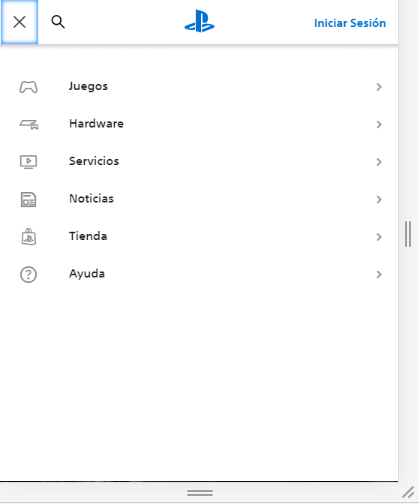 Iniciar Sesión
Juegos
Hardware
Servicios
Noticias
Tienda
Ayuda